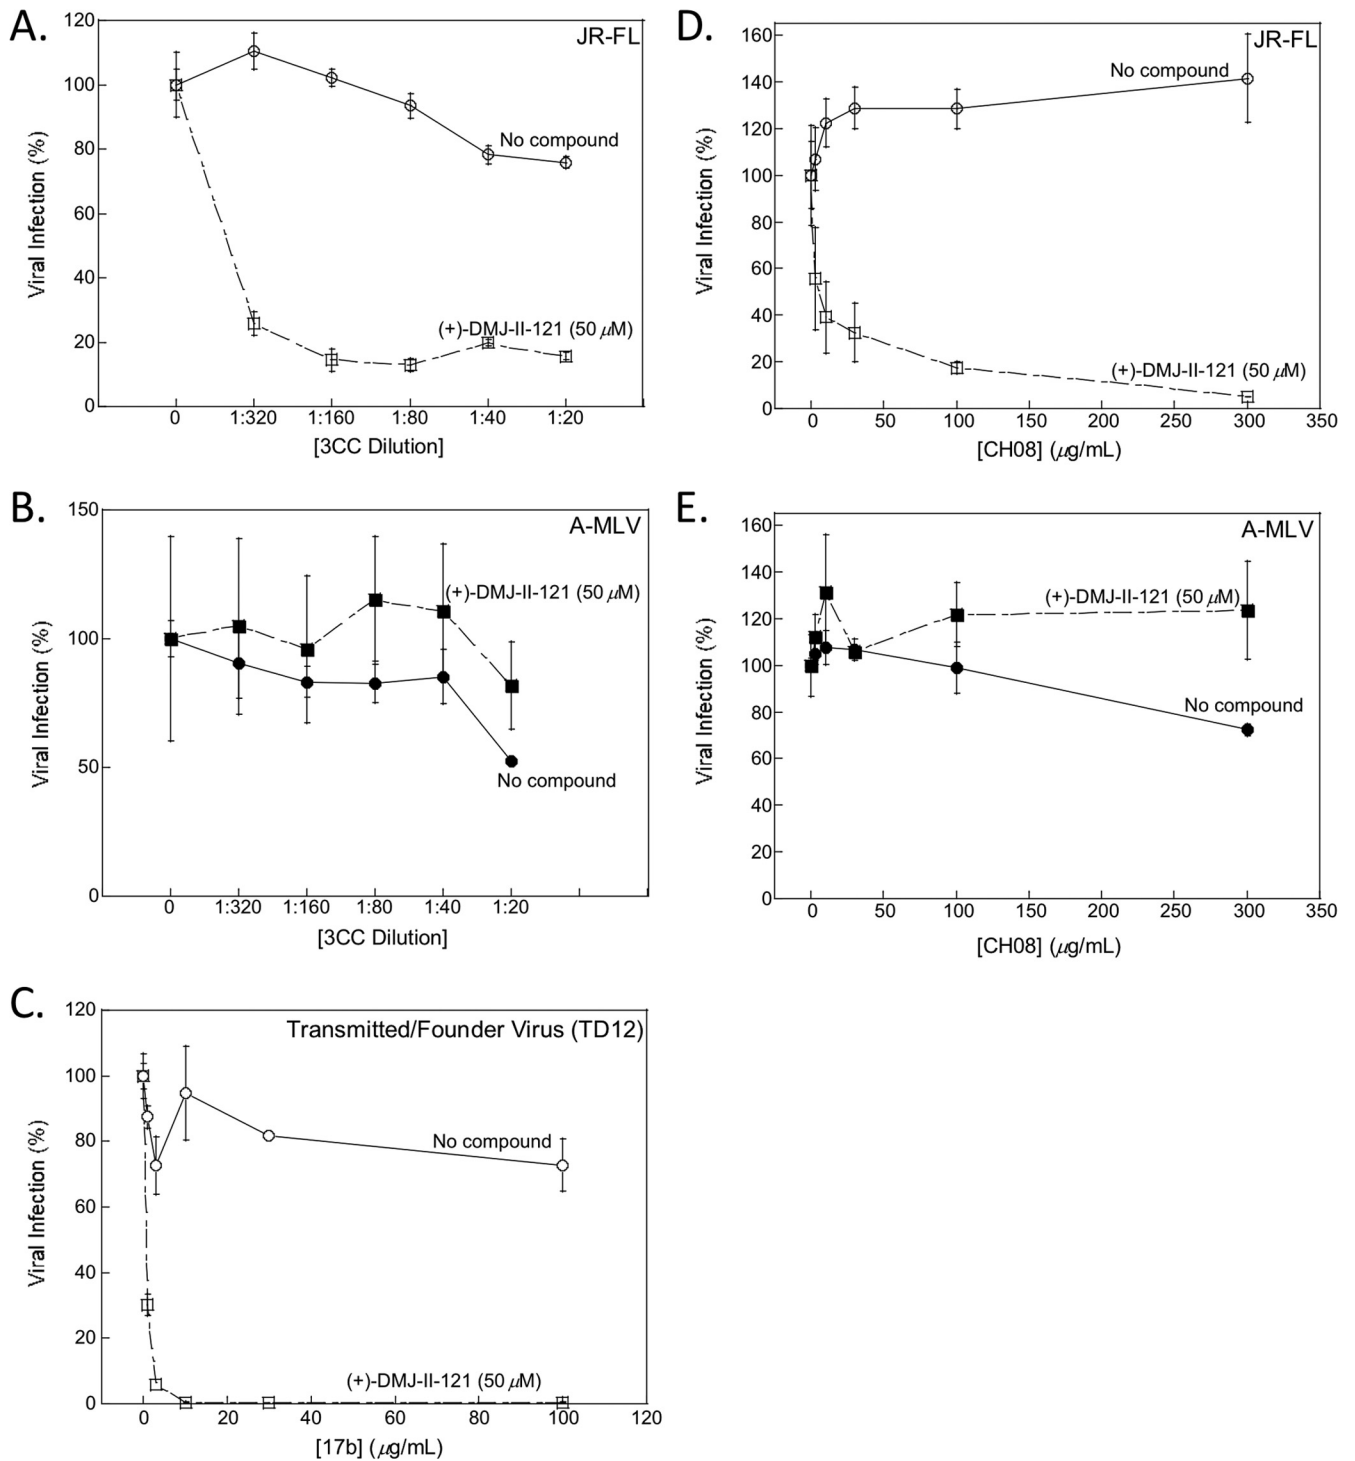 A.
JR-FL
120
100
80
60
40
20
0
Viral Infection (%)
No compound
(+)-DMJ-II-121 (50 μM)
0 1:320 1:160 1:80 1:40 1:20
[3CC Dilution]
B.
A-MLV
150
100
50
0
Viral Infection (%)
(+)-DMJ-II-121 (50 μM)
No compound
0 1:320 1:160 1:80 1:40 1:20
[3CC Dilution]
C.
Transmitted/Founder Virus (TD12)
120
100
80
60
40
20
0
Viral Infection (%)
No compound
(+)-DMJ-II-121 (50 μM)
0 20 40 60 80 100 120
[17b] (μg/mL)
D.
JR-FL
160
140
120
100
80
60
40
20
0
Viral Infection (%)
No compound
(+)-DMJ-II-121 (50 μM)
0 50 100 150 200 250 300 350
[CH08] (μg/mL)
E.
A-MLV
160
140
120
100
80
60
40
20
0
Viral Infection (%)
(+)-DMJ-II-121 (50 μM)
No compound
0 50 100 150 200 250 300 350
[CH08] (μg/mL)